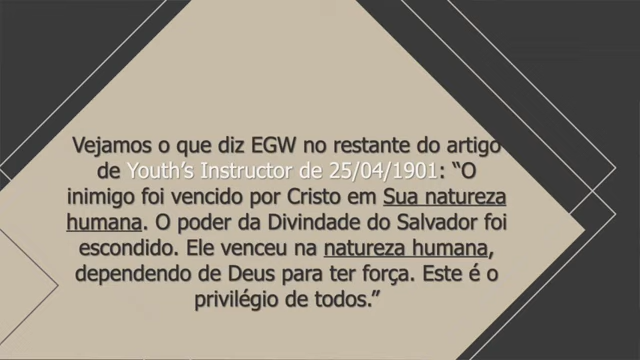 Vejamos o que diz EGW no restante do artigo
de Youth’s Instructor de 25/04/1901: “O
inimigo foi vencido por Cristo em Sua natureza
humana. O poder da Divindade do Salvador foi
escondido. Ele venceu na natureza humana,
dependendo de Deus para ter força. Este é o
privilégio de todos.”